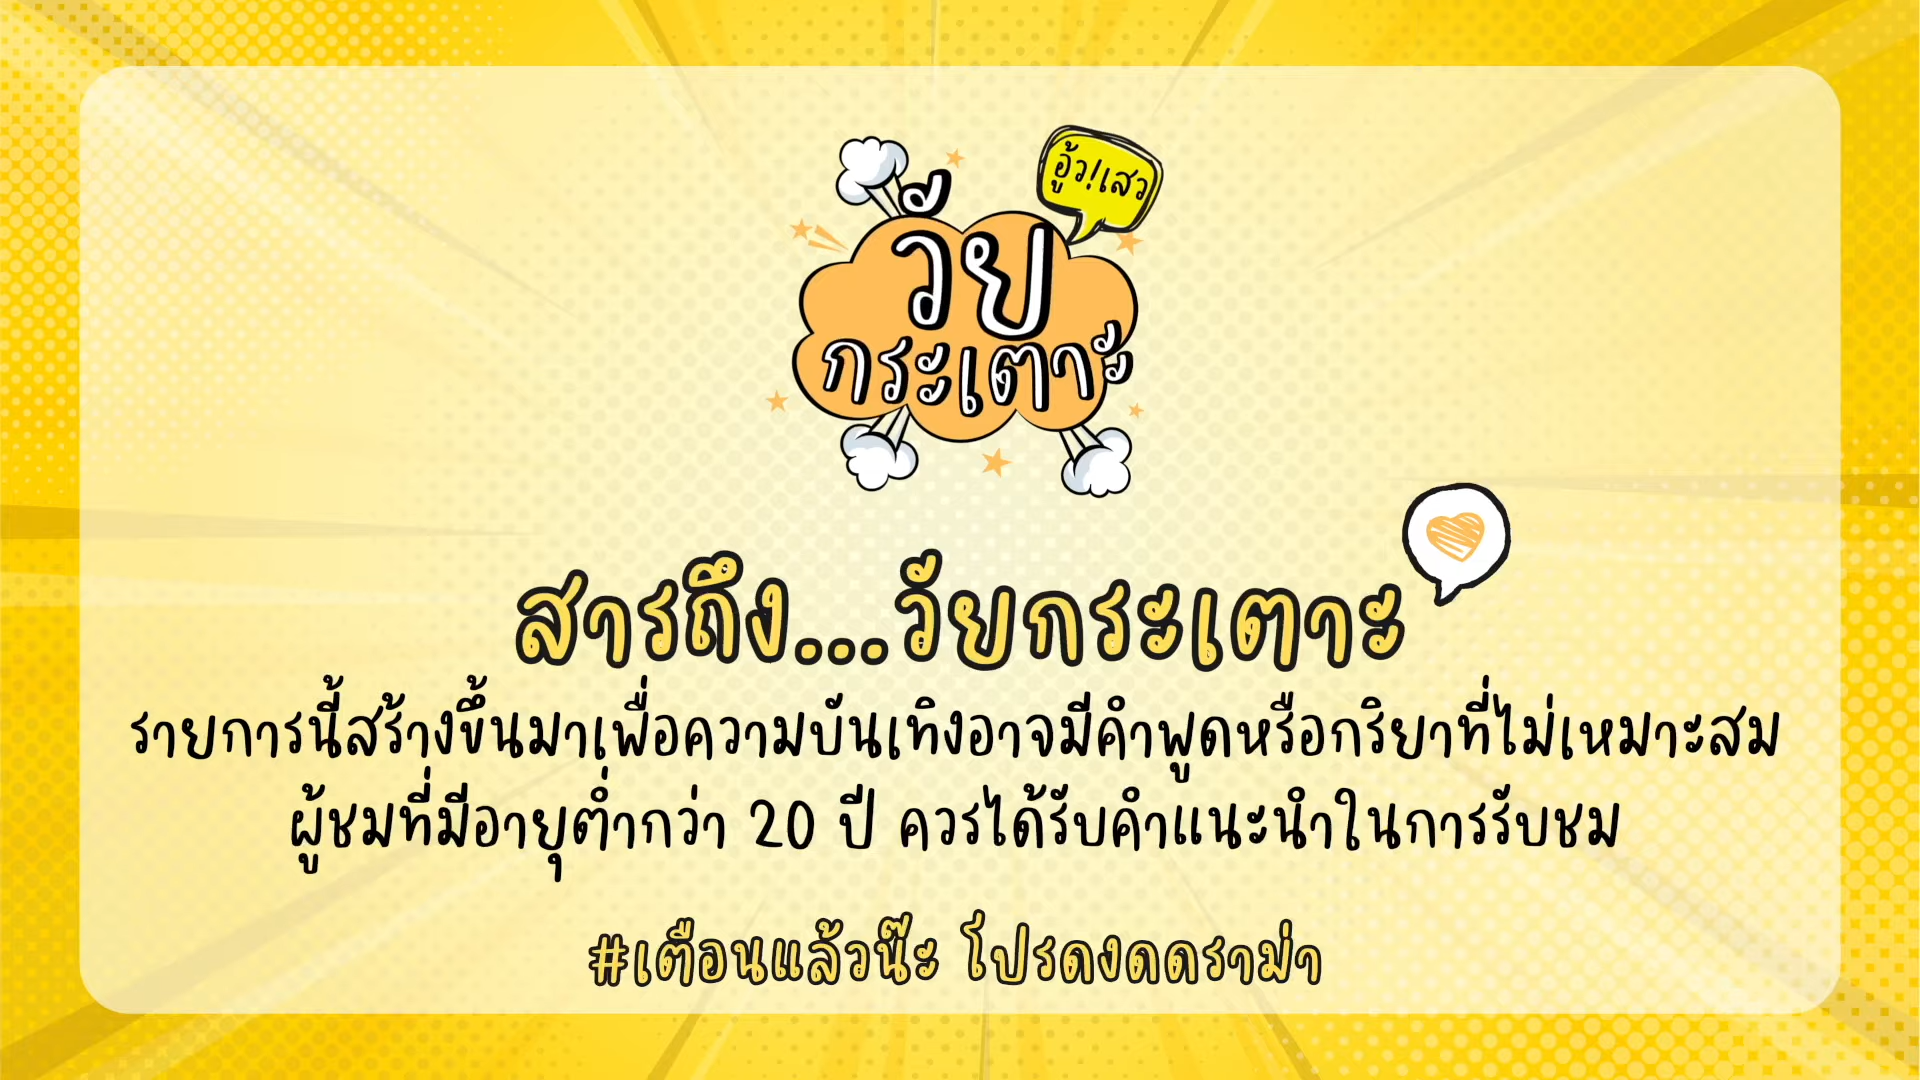 อู้ว!เสว
วัย
กระเตาะ
สารถึง...วัยกระเตาะ
รายการนี้สร้างขึ้นมาเพื่อความบันเทิงอาจมีคำพูดหรือกริยาที่ไม่เหมาะสม
ผู้ชมที่มีอายุต่ำกว่า 20 ปี ควรได้รับคำแนะนำในการรับชม
#เตือนแล้วนี๊ะ โปรดงดดราม่า